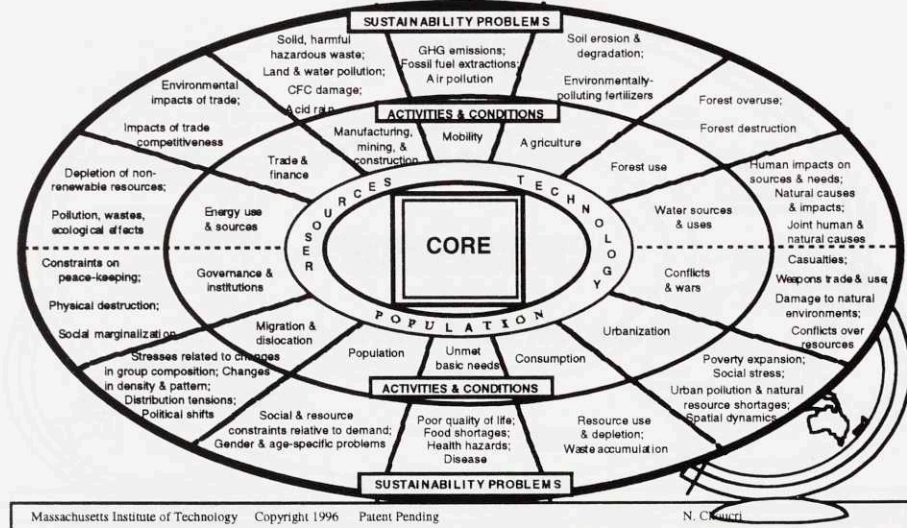 SUSTAINABILITY PROBLEMS
Solid, harmful
hazardous waste;
Land & water pollution;
CFC damage;
Acid rain
GHG emissions;
Fossil fuel extractions;
Air pollution
Soil erosion &
degradation;
Environmentally-
polluting fertilizers
Environmental
impacts of trade;
Impacts of trade
competitiveness
Forest overuse;
Forest destruction
ACTIVITIES & CONDITIONS
Manufacturing,
mining, &
construction
Mobility
Agriculture
Trade &
finance
Forest use
Depletion of non-
renewable resources;
Pollution, wastes,
ecological effects
Energy use
& sources
Water sources
& uses
Human impacts on
sources & needs;
Natural causes
& impacts;
Joint human &
natural causes
RESOURCES
TECHNOLOGY
CORE
POPULATION
Constraints on
peace-keeping;
Physical destruction;
Social marginalization
Governance &
institutions
Conflicts
& wars
Casualties;
Weapons trade & use;
Damage to natural
environments;
Conflicts over
resources
Migration &
dislocation
Population
Unmet
basic needs
Consumption
Urbanization
ACTIVITIES & CONDITIONS
Stresses related to changes
in group composition; Changes
in density & pattern;
Distribution tensions;
Political shifts
Social & resource
constraints relative to demand;
Gender & age-specific problems
Poor quality of life;
Food shortages;
Health hazards;
Disease
Resource use
& depletion;
Waste accumulation
Poverty expansion;
Social stress;
Urban pollution & natural
resource shortages;
Spatial dynamics
SUSTAINABILITY PROBLEMS
Massachusetts Institute of Technology Copyright 1996 Patent Pending N. Choucri